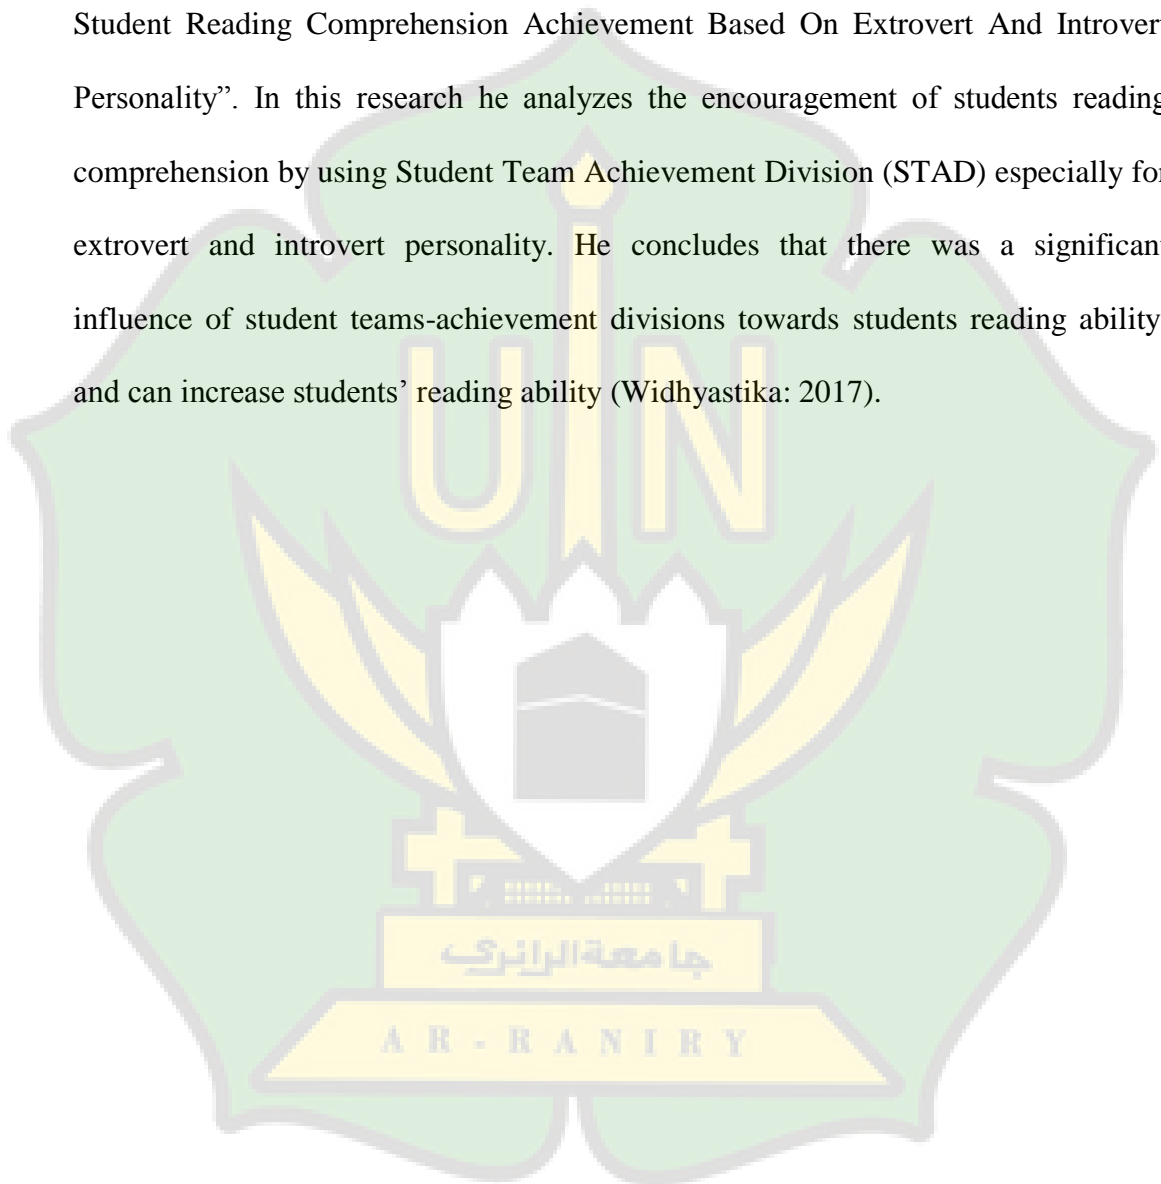 Student Reading Comprehension Achievement Based On Extrovert And Introvert
Personality”. In this research he analyzes the encouragement of students reading
comprehension by using Student Team Achievement Division (STAD) especially for
extrovert and introvert personality. He concludes that there was a significant
influence of student teams-achievement divisions towards students reading ability
and can increase students’ reading ability (Widhyastika: 2017).
UIN
جامعة الرانري
AR-RANIRY